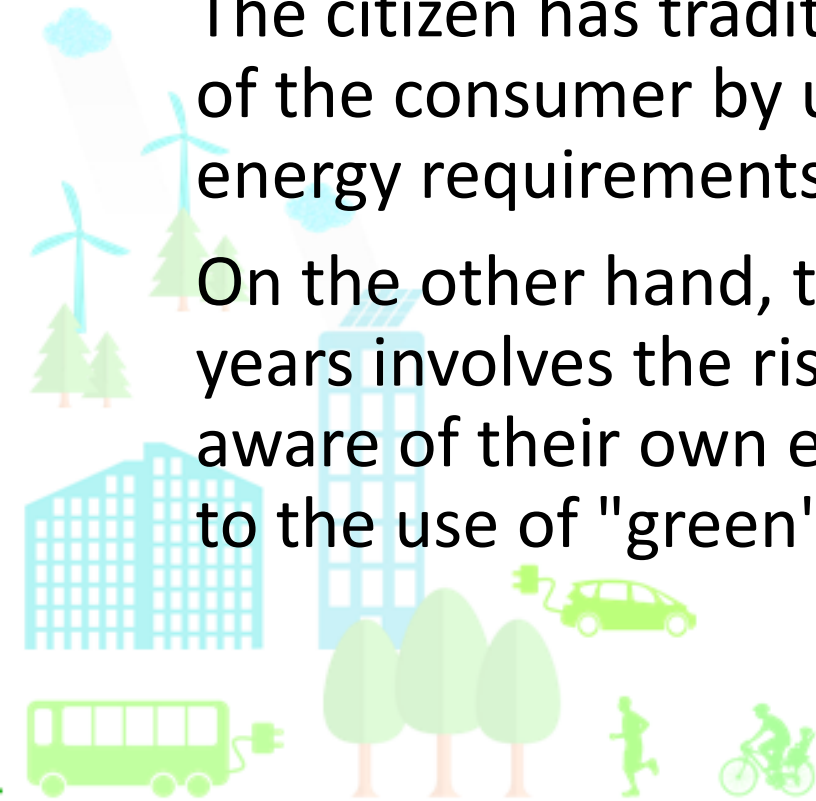 The citizen has tradit
of the consumer by u
energy requirements
On the other hand, t
years involves the ris
aware of their own e
to the use of "green"